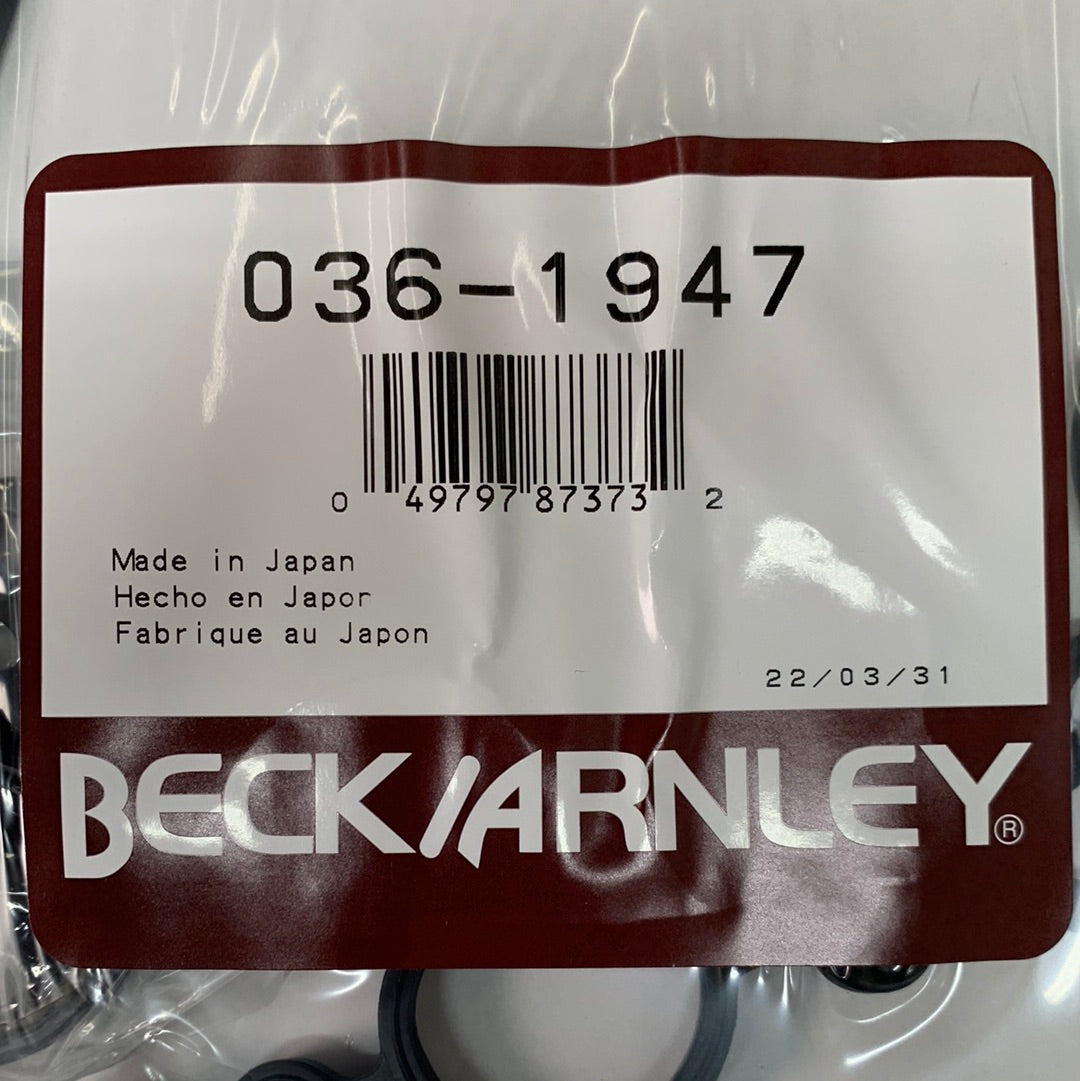 036-1947
0 49797 87373 2
Made in Japan
Hecho en Japon
Fabrique au Japon
22/03/31
BECK/ARNLEY®